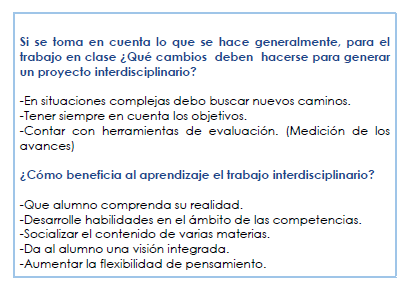 Si se toma en cuenta lo que se hace generalmente, para el
trabajo en clase ¿Qué cambios deben hacerse para generar
un proyecto interdisciplinario?
-En situaciones complejas debo buscar nuevos caminos.
-Tener siempre en cuenta los objetivos.
-Contar con herramientas de evaluación. (Medición de los
avances)
¿Cómo beneficia al aprendizaje el trabajo interdisciplinario?
-Que alumno comprenda su realidad.
-Desarrolle habilidades en el ámbito de las competencias.
-Socializar el contenido de varias materias.
-Da al alumno una visión integrada.
-Aumentar la flexibilidad de pensamiento.